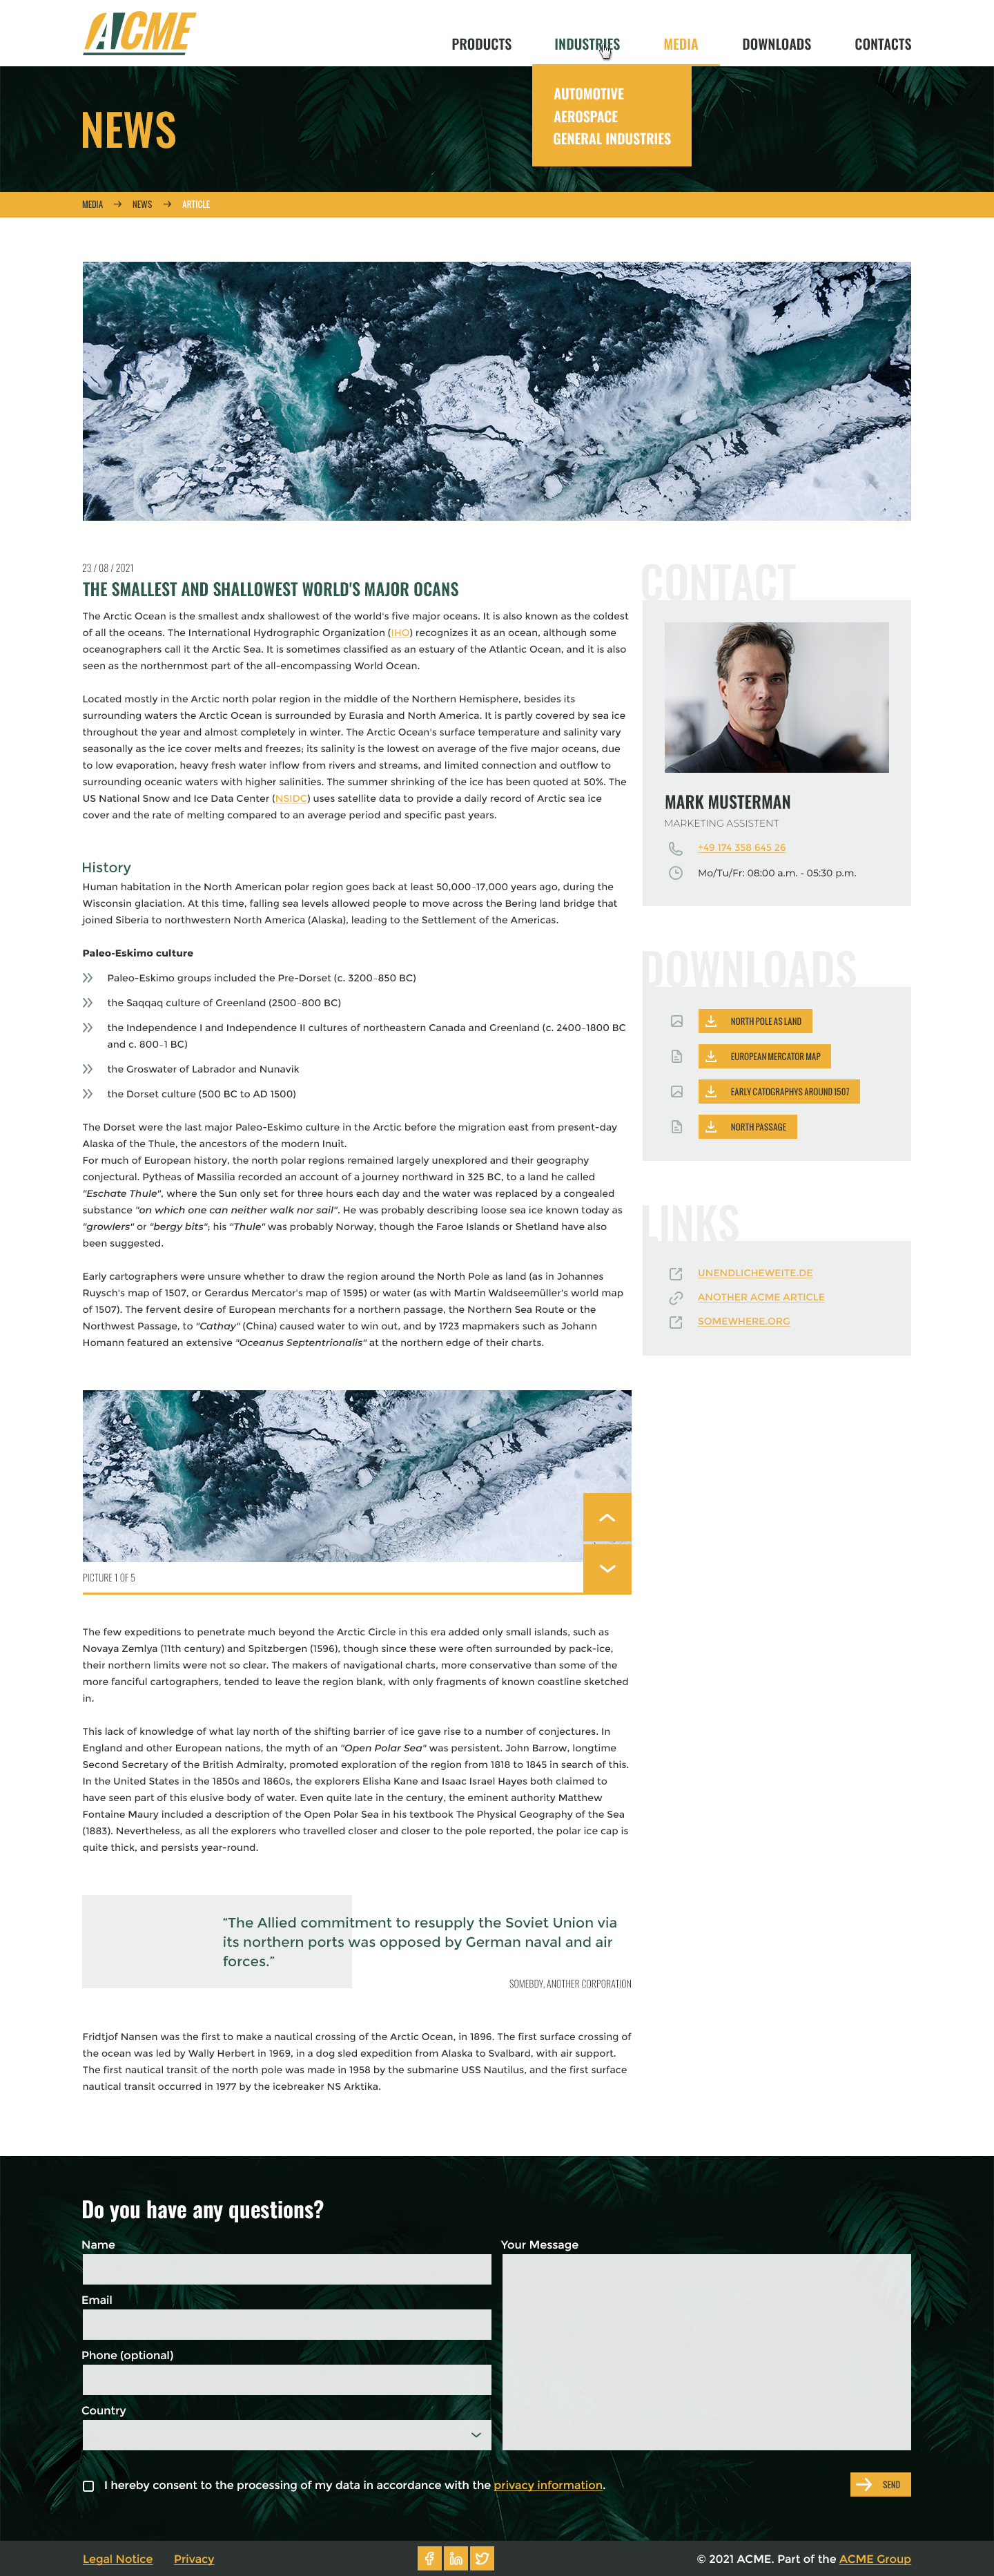 ACME
PRODUCTS
INDUSTRIES
MEDIA
DOWNLOADS
CONTACTS
AUTOMOTIVE
AEROSPACE
GENERAL INDUSTRIES
NEWS
MEDIA → NEWS → ARTICLE
23 / 08 / 2021
THE SMALLEST AND SHALLOWEST WORLD'S MAJOR OCANS
The Arctic Ocean is the smallest andx shallowest of the world's five major oceans. It is also known as the coldest
of all the oceans. The International Hydrographic Organization (IHO) recognizes it as an ocean, although some
oceanographers call it the Arctic Sea. It is sometimes classified as an estuary of the Atlantic Ocean, and it is also
seen as the northernmost part of the all-encompassing World Ocean.
Located mostly in the Arctic north polar region in the middle of the Northern Hemisphere, besides its
surrounding waters the Arctic Ocean is surrounded by Eurasia and North America. It is partly covered by sea ice
throughout the year and almost completely in winter. The Arctic Ocean's surface temperature and salinity vary
seasonally as the ice cover melts and freezes; its salinity is the lowest on average of the five major oceans, due
to low evaporation, heavy fresh water inflow from rivers and streams, and limited connection and outflow to
surrounding oceanic waters with higher salinities. The summer shrinking of the ice has been quoted at 50%. The
US National Snow and Ice Data Center (NSIDC) uses satellite data to provide a daily record of Arctic sea ice
cover and the rate of melting compared to an average period and specific past years.
History
Human habitation in the North American polar region goes back at least 50,000–17,000 years ago, during the
Wisconsin glaciation. At this time, falling sea levels allowed people to move across the Bering land bridge that
joined Siberia to northwestern North America (Alaska), leading to the Settlement of the Americas.
Paleo-Eskimo culture
Paleo-Eskimo groups included the Pre-Dorset (c. 3200–850 BC)
the Saqqaq culture of Greenland (2500–800 BC)
the Independence I and Independence II cultures of northeastern Canada and Greenland (c. 2400–1800 BC
and c. 800–1 BC)
the Groswater of Labrador and Nunavik
the Dorset culture (500 BC to AD 1500)
The Dorset were the last major Paleo-Eskimo culture in the Arctic before the migration east from present-day
Alaska of the Thule, the ancestors of the modern Inuit.
For much of European history, the north polar regions remained largely unexplored and their geography
conjectural. Pytheas of Massilia recorded an account of a journey northward in 325 BC, to a land he called
"Eschate Thule", where the Sun only set for three hours each day and the water was replaced by a congealed
substance "on which one can neither walk nor sail". He was probably describing loose sea ice known today as
"growlers" or "bergy bits"; his "Thule" was probably Norway, though the Faroe Islands or Shetland have also
been suggested.
Early cartographers were unsure whether to draw the region around the North Pole as land (as in Johannes
Ruysch's map of 1507, or Gerardus Mercator's map of 1595) or water (as with Martin Waldseemüller's world map
of 1507). The fervent desire of European merchants for a northern passage, the Northern Sea Route or the
Northwest Passage, to "Cathay" (China) caused water to win out, and by 1723 mapmakers such as Johann
Homann featured an extensive "Oceanus Septentrionalis" at the northern edge of their charts.
PICTURE 1 OF 5
The few expeditions to penetrate much beyond the Arctic Circle in this era added only small islands, such as
Novaya Zemlya (11th century) and Spitzbergen (1596), though since these were often surrounded by pack-ice,
their northern limits were not so clear. The makers of navigational charts, more conservative than some of the
more fanciful cartographers, tended to leave the region blank, with only fragments of known coastline sketched
in.
This lack of knowledge of what lay north of the shifting barrier of ice gave rise to a number of conjectures. In
England and other European nations, the myth of an "Open Polar Sea" was persistent. John Barrow, longtime
Second Secretary of the British Admiralty, promoted exploration of the region from 1818 to 1845 in search of this.
In the United States in the 1850s and 1860s, the explorers Elisha Kane and Isaac Israel Hayes both claimed to
have seen part of this elusive body of water. Even quite late in the century, the eminent authority Matthew
Fontaine Maury included a description of the Open Polar Sea in his textbook The Physical Geography of the Sea
(1883). Nevertheless, as all the explorers who travelled closer and closer to the pole reported, the polar ice cap is
quite thick, and persists year-round.
"The Allied commitment to resupply the Soviet Union via
its northern ports was opposed by German naval and air
forces."
SOMEBDY, ANOTHER CORPORATION
Fridtjof Nansen was the first to make a nautical crossing of the Arctic Ocean, in 1896. The first surface crossing of
the ocean was led by Wally Herbert in 1969, in a dog sled expedition from Alaska to Svalbard, with air support.
The first nautical transit of the north pole was made in 1958 by the submarine USS Nautilus, and the first surface
nautical transit occurred in 1977 by the icebreaker NS Arktika.
CONTACT
MARK MUSTERMAN
MARKETING ASSISTENT
+49 174 358 645 26
Mo/Tu/Fr: 08:00 a.m. - 05:30 p.m.
DOWNLOADS
NORTH POLE AS LAND
EUROPEAN MERCATOR MAP
EARLY CATOGRAPHYS AROUND 1507
NORTH PASSAGE
LINKS
UNENDLICHEWEITE.DE
ANOTHER ACME ARTICLE
SOMEWHERE.ORG
Do you have any questions?
Name
Email
Phone (optional)
Country
Your Message
I hereby consent to the processing of my data in accordance with the privacy information.
SEND
Legal Notice
Privacy
© 2021 ACME. Part of the ACME Group